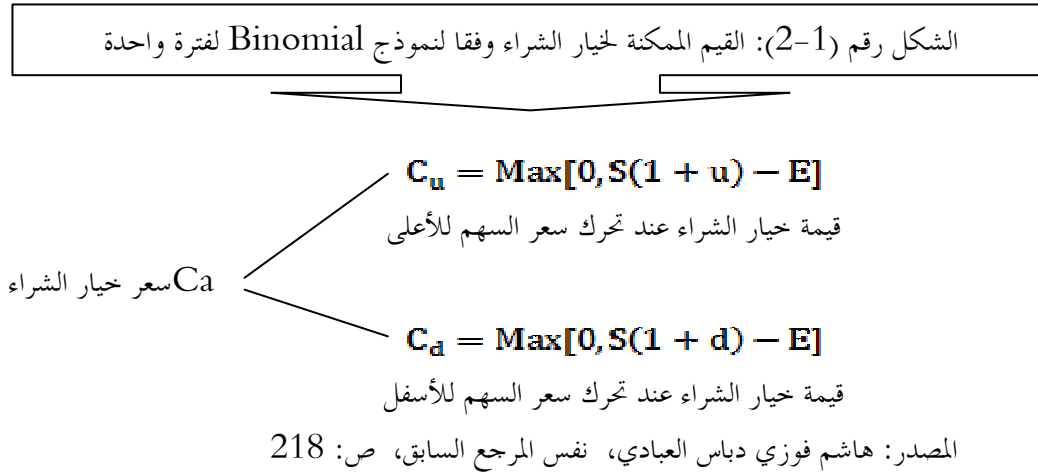 الشكل رقم (1-2): القيم الممكنة لخيار الشراء وفقا لنموذج Binomial لفترة واحدة
C_u = Max[0, S(1 + u) − E]
قيمة خيار الشراء عند تحرك سعر السهم للأعلى
Ca سعر خيار الشراء
C_d = Max[0, S(1 + d) − E]
قيمة خيار الشراء عند تحرك سعر السهم للأسفل
المصدر: هاشم فوزي دباس العبادي، نفس المرجع السابق، ص: 218